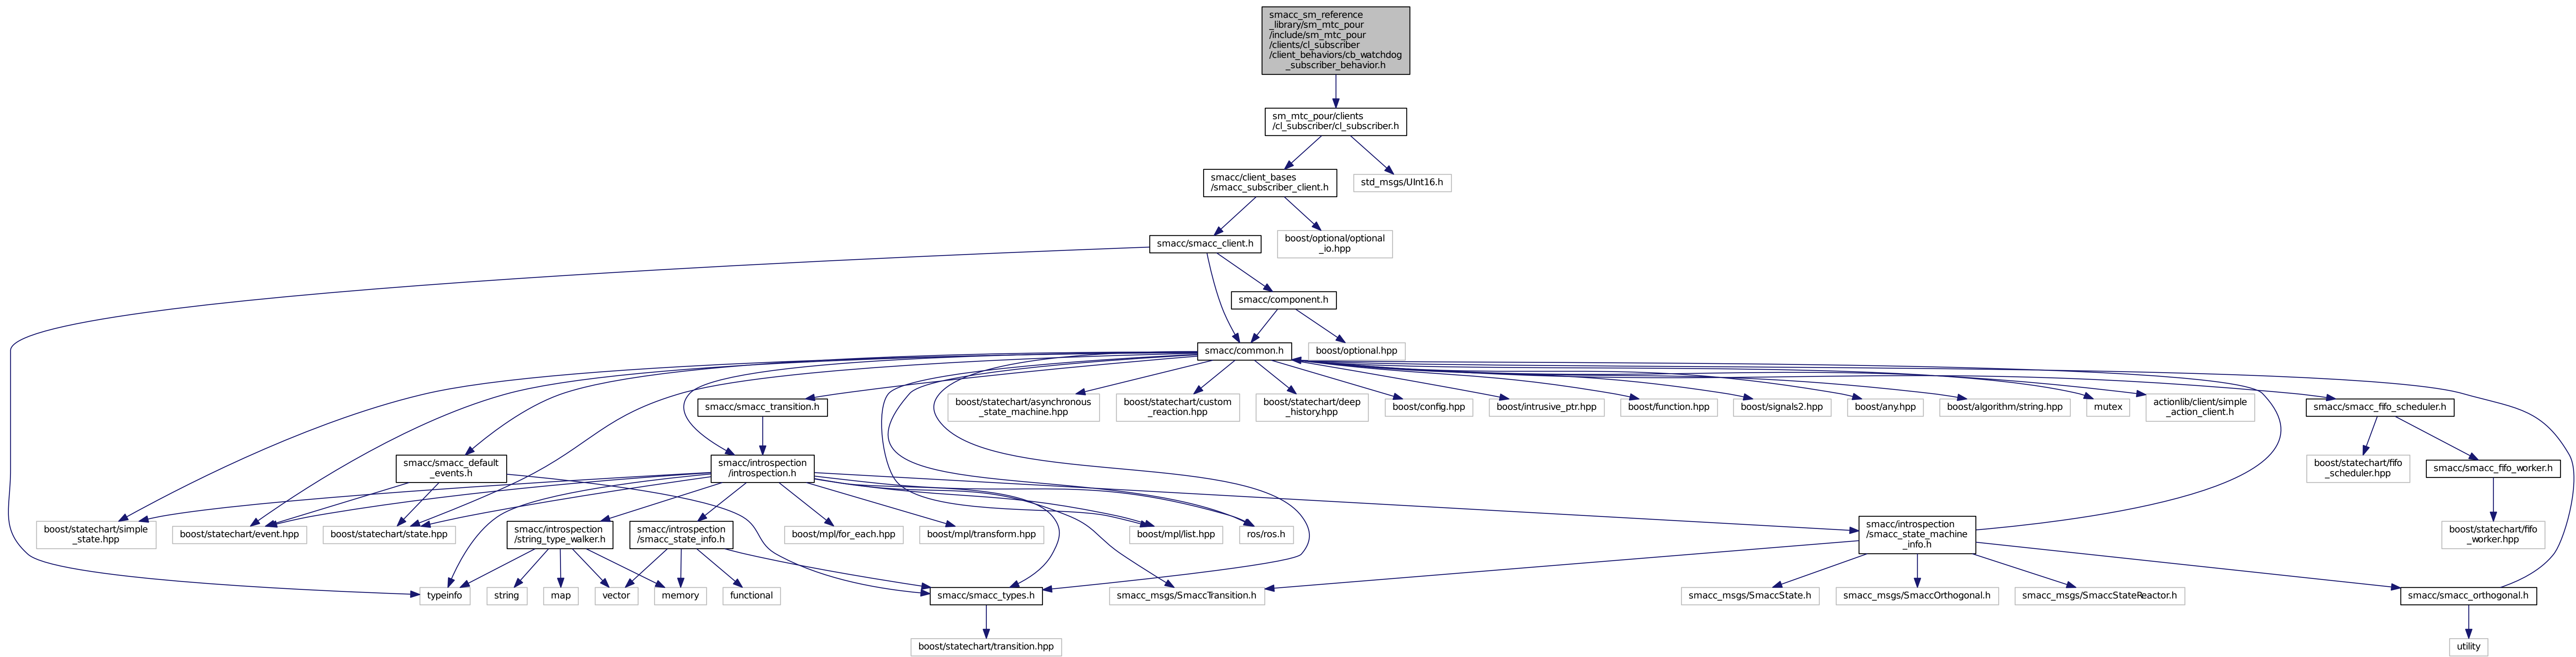 smacc_sm_reference
_library/sm_mtc_pour
/include/sm_mtc_pour
/clients/cl_subscriber
/client_behaviors/cb_watchdog
_subscriber_behavior.h
sm_mtc_pour/clients
/cl_subscriber/cl_subscriber.h
smacc/client_bases
/smacc_subscriber_client.h
std_msgs/UInt16.h
smacc/smacc_client.h
boost/optional/optional
_io.hpp
smacc/component.h
smacc/common.h
boost/optional.hpp
smacc/smacc_transition.h
boost/statechart/asynchronous
_state_machine.hpp
boost/statechart/custom
_reaction.hpp
boost/statechart/deep
_history.hpp
boost/config.hpp
boost/intrusive_ptr.hpp
boost/function.hpp
boost/signals2.hpp
boost/any.hpp
boost/algorithm/string.hpp
mutex
actionlib/client/simple
_action_client.h
smacc/smacc_fifo_scheduler.h
smacc/smacc_default
_events.h
smacc/introspection
/introspection.h
boost/statechart/fifo
_scheduler.hpp
smacc/smacc_fifo_worker.h
boost/statechart/simple
_state.hpp
boost/statechart/event.hpp
boost/statechart/state.hpp
smacc/introspection
/string_type_walker.h
smacc/introspection
/smacc_state_info.h
boost/mpl/for_each.hpp
boost/mpl/transform.hpp
boost/mpl/list.hpp
ros/ros.h
smacc/introspection
/smacc_state_machine
_info.h
boost/statechart/fifo
_worker.hpp
typeinfo
string
map
vector
memory
functional
smacc/smacc_types.h
smacc_msgs/SmaccTransition.h
smacc_msgs/SmaccState.h
smacc_msgs/SmaccOrthogonal.h
smacc_msgs/SmaccStateReactor.h
smacc/smacc_orthogonal.h
boost/statechart/transition.hpp
utility